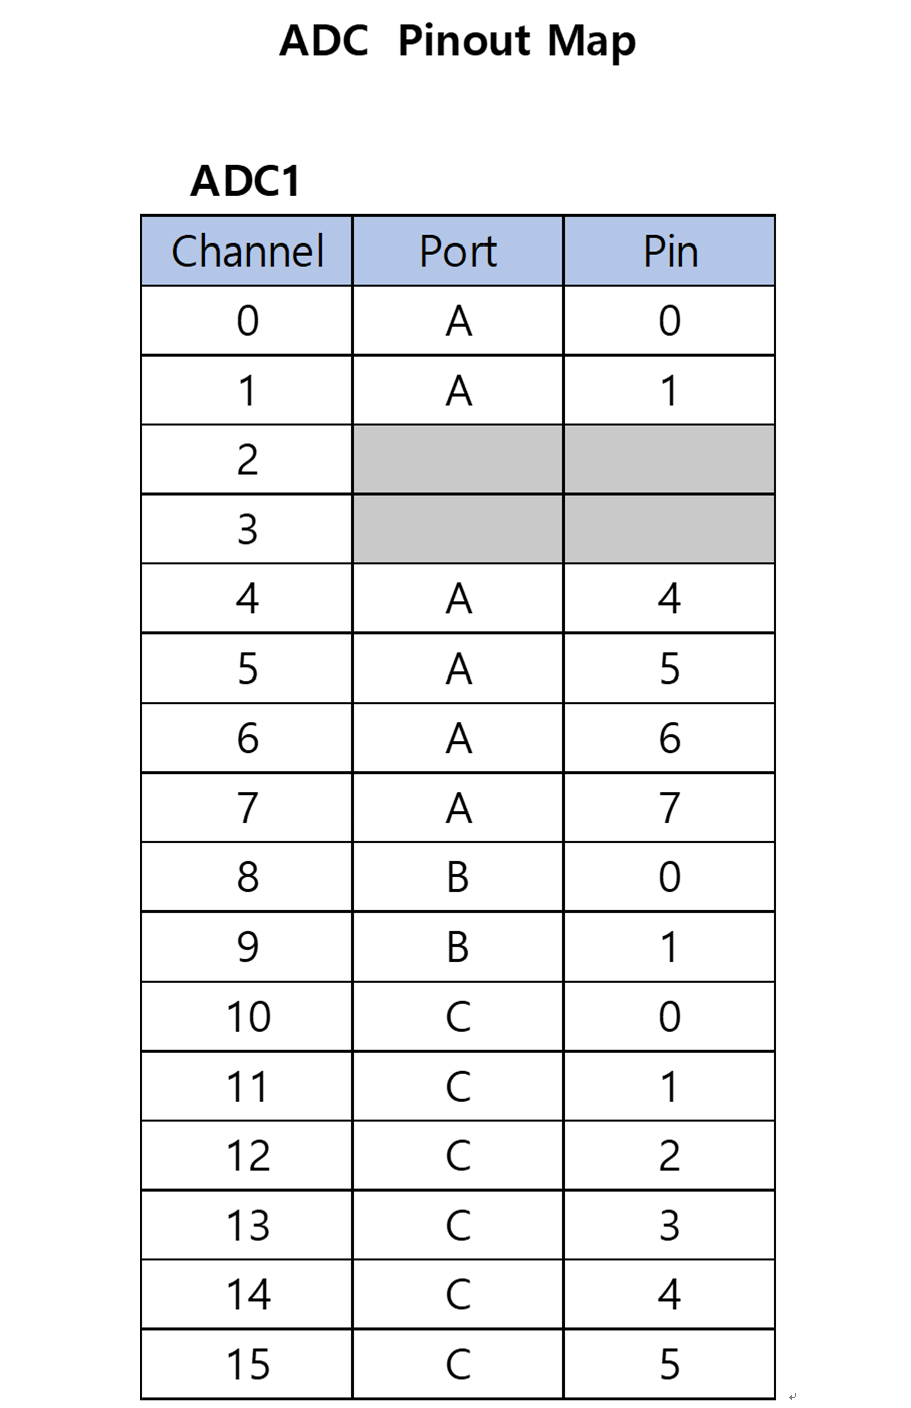 ADC Pinout Map
ADC1
Channel Port Pin
0 A 0
1 A 1
2
3
4 A 4
5 A 5
6 A 6
7 A 7
8 B 0
9 B 1
10 C 0
11 C 1
12 C 2
13 C 3
14 C 4
15 C 5